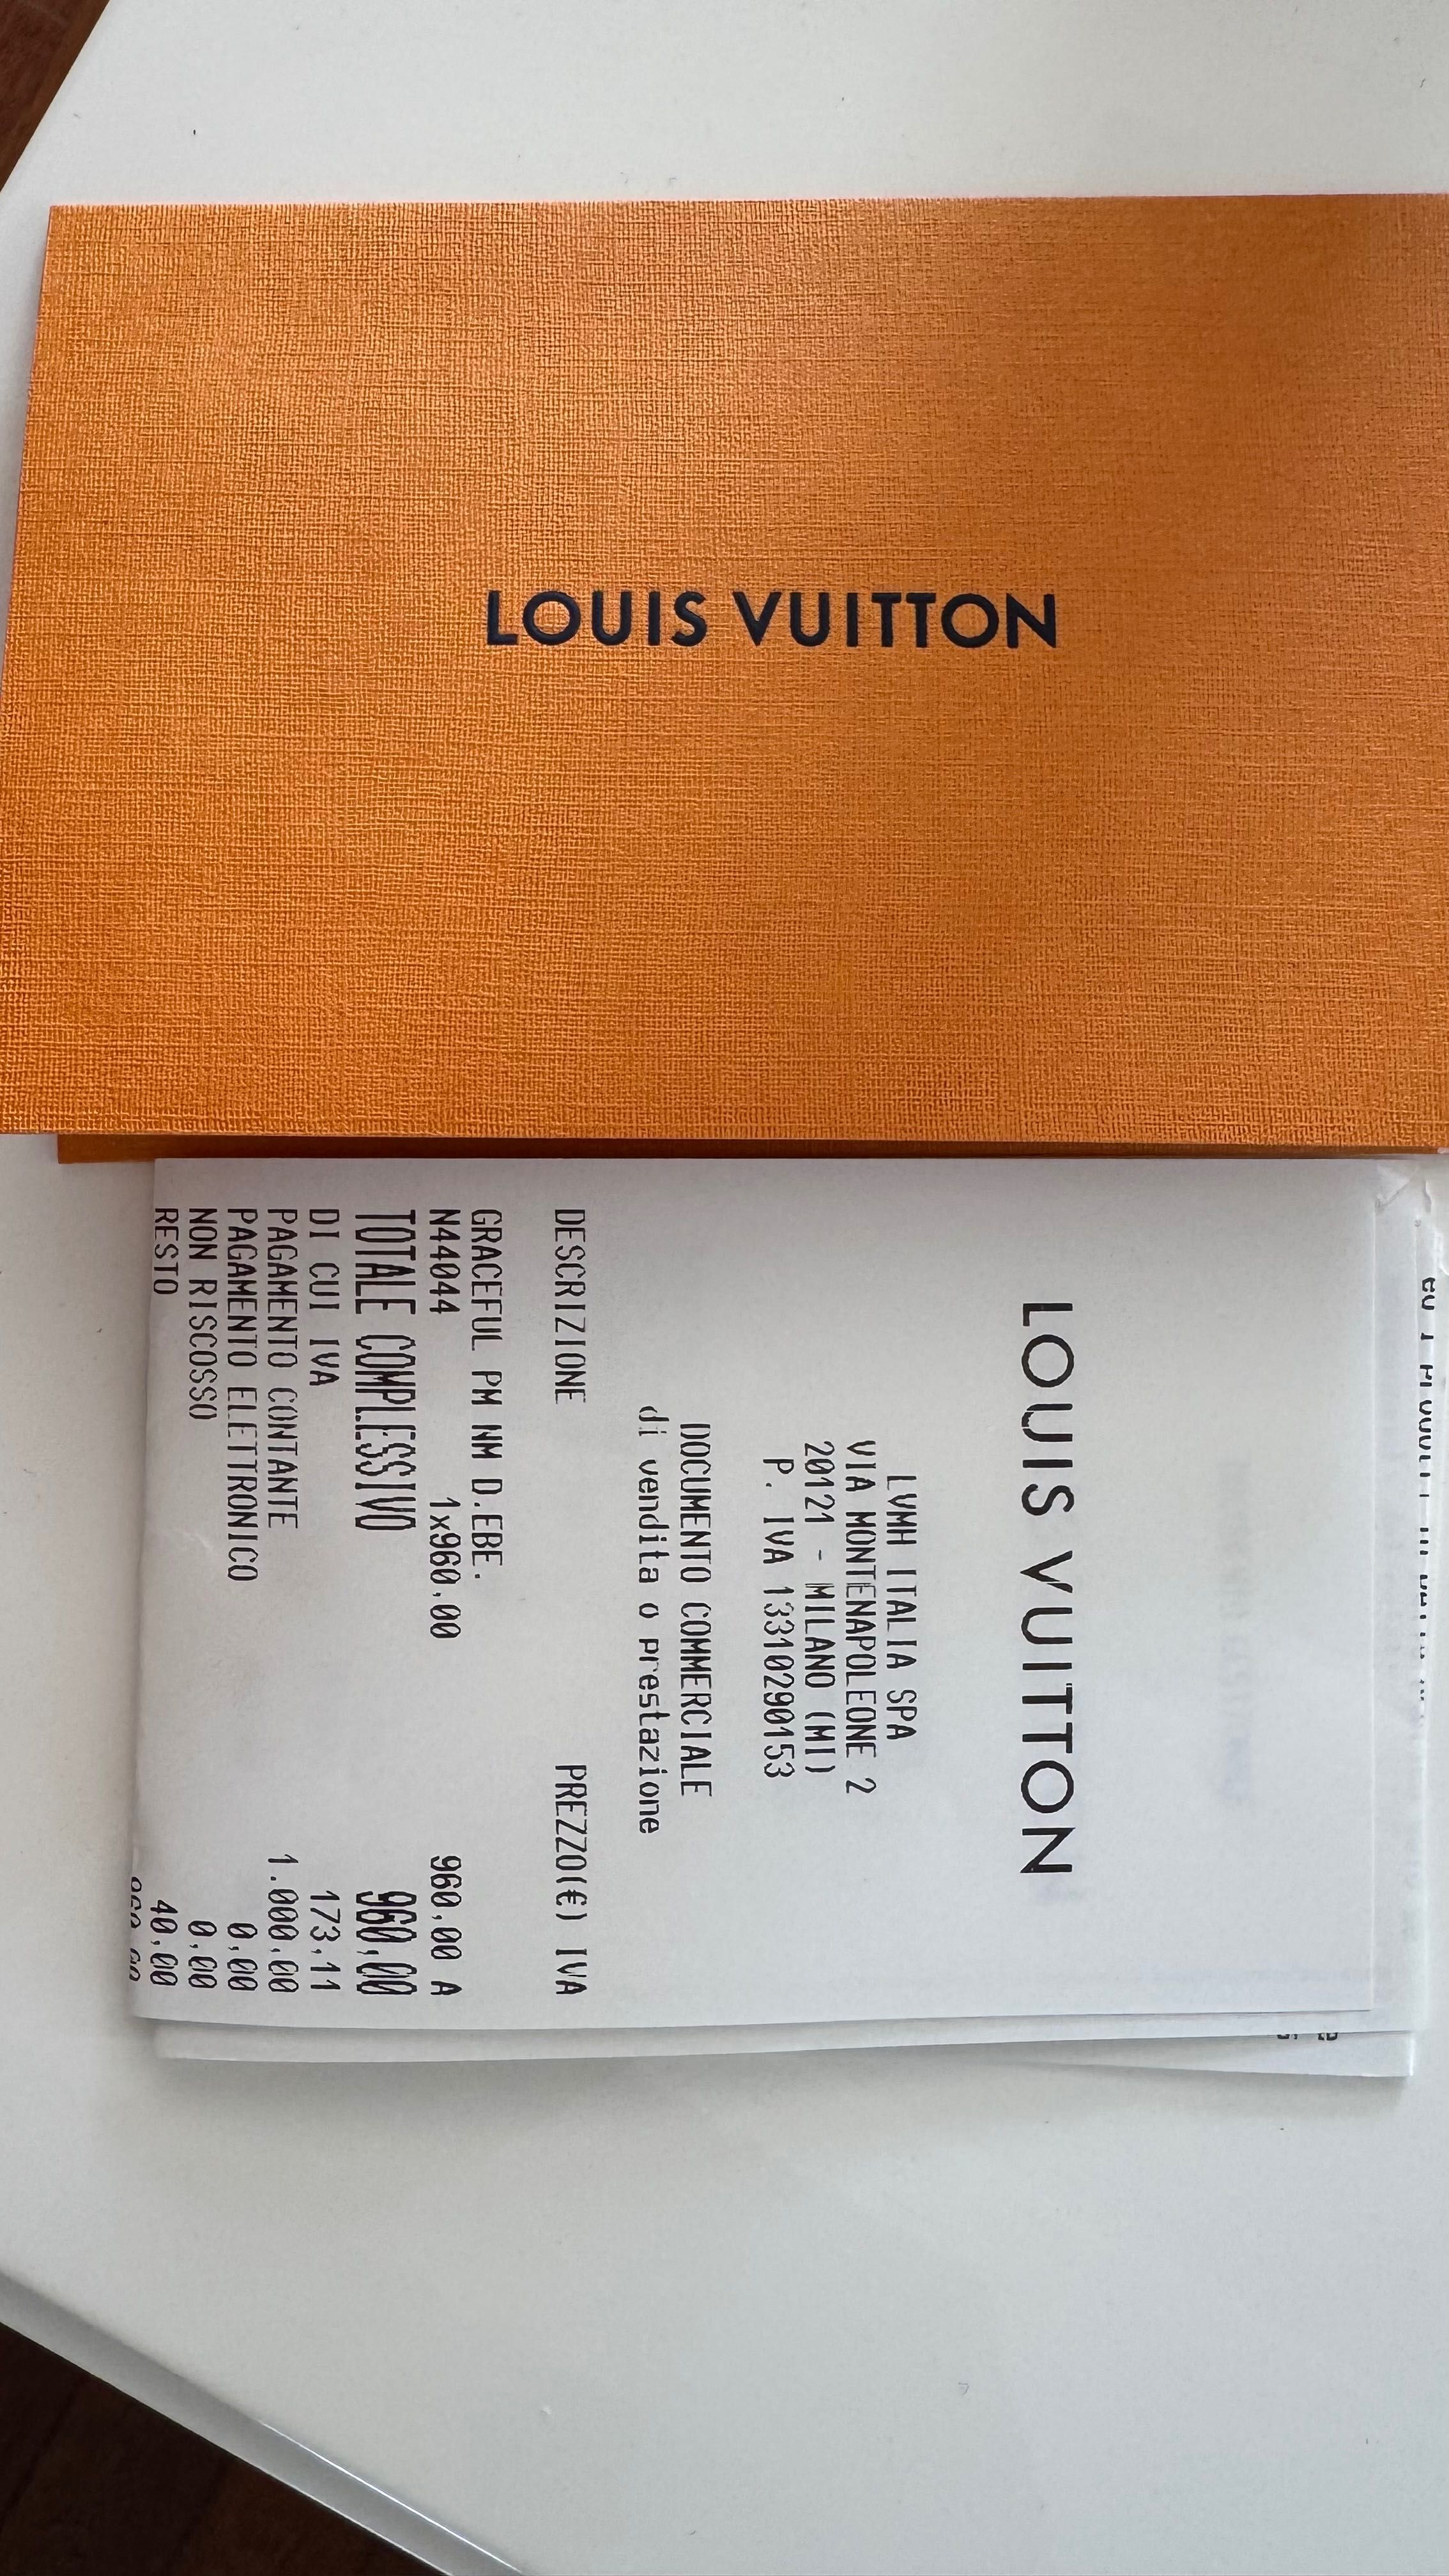 LOUIS VUITTON
LOUIS VUITTON
LVMH ITALIA SPA
VIA MONTENAPOLEONE 2
20121 - MILANO (MI)
P. IVA 13310290153
DOCUMENTO COMMERCIALE
di vendita o prestazione
DESCRIZIONE PREZZO(€) IVA
GRACEFUL PM NM D.EBE.
N44044 1x960,00 960,00 A
TOTALE COMPLESSIVO 960,00
DI CUI IVA 173,11
PAGAMENTO CONTANTE 1.000,00
PAGAMENTO ELETTRONICO 0,00
NON RISCOSSO 0,00
RESTO 40,00